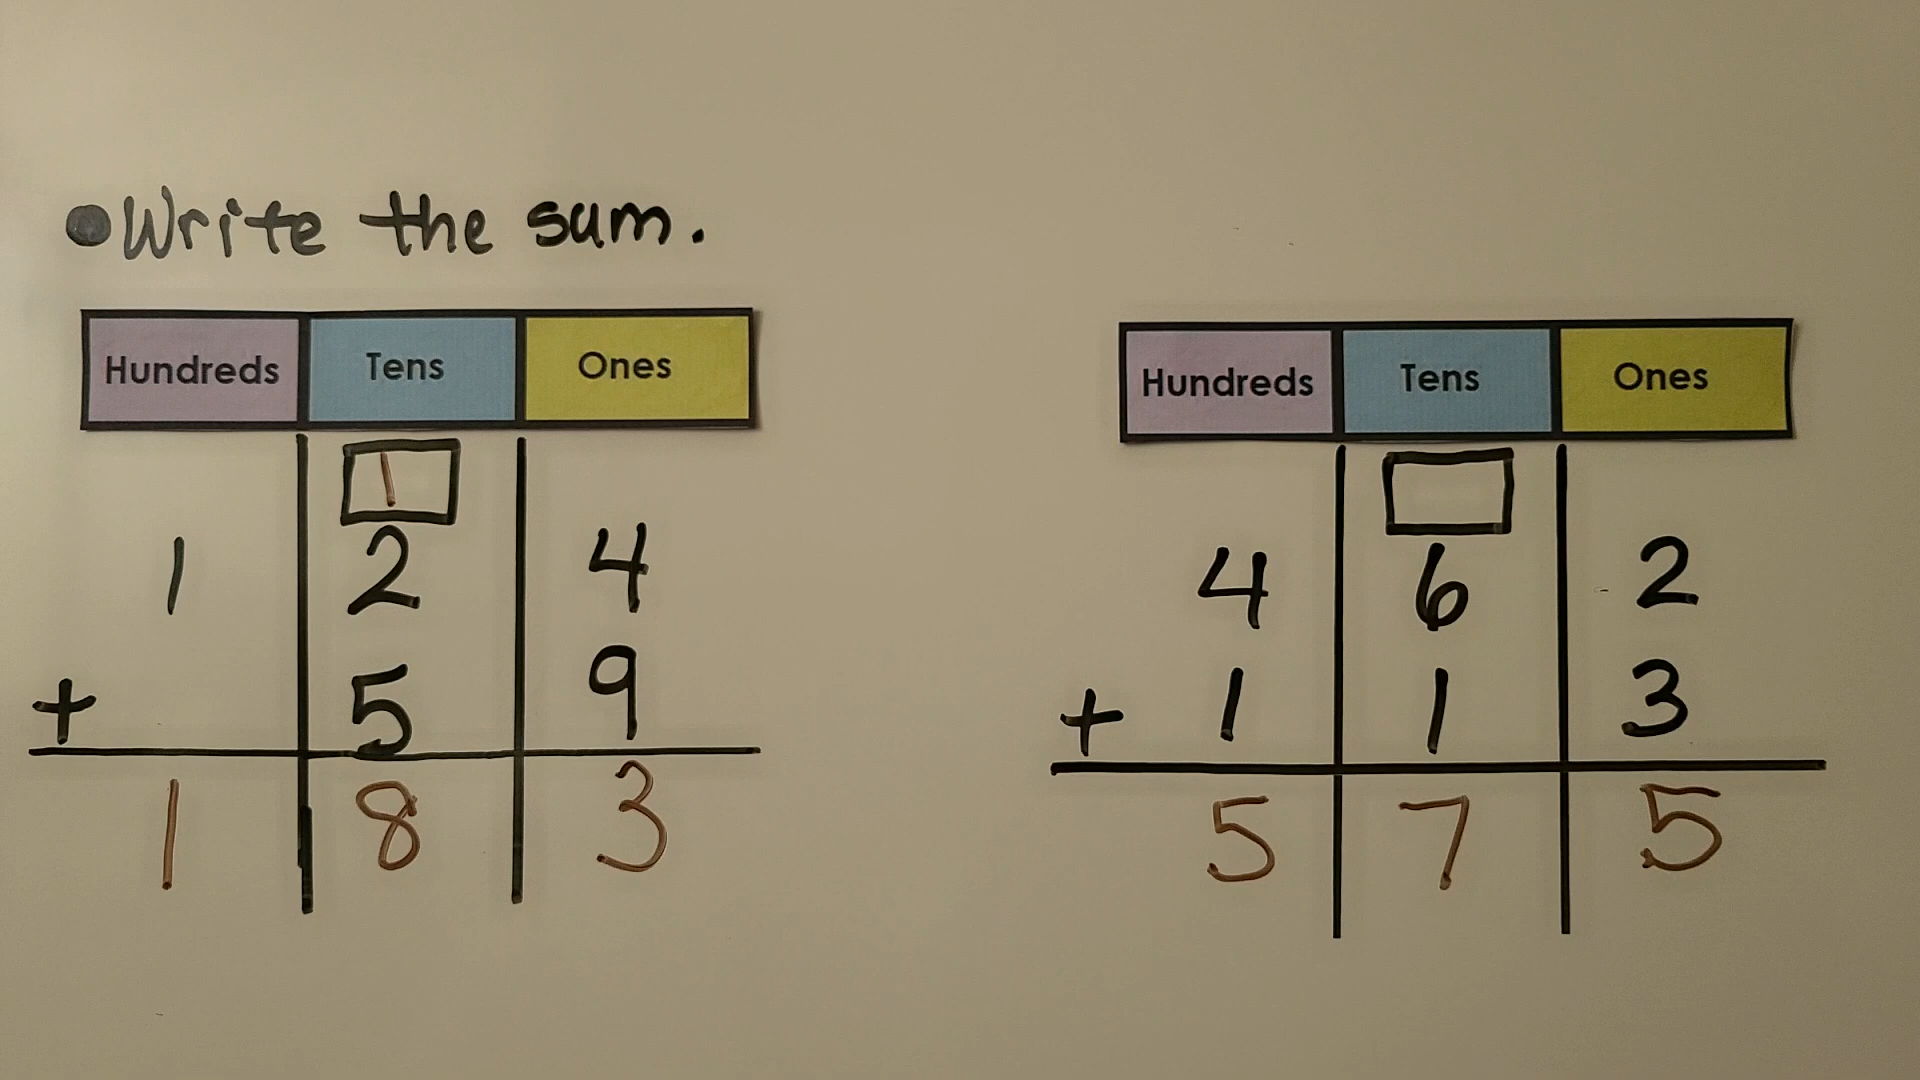 ●Write the sum.
Hundreds Tens Ones
1
1 2 4
+ 5 9
1 8 3
Hundreds Tens Ones
4 6 2
+ 1 1 3
5 7 5